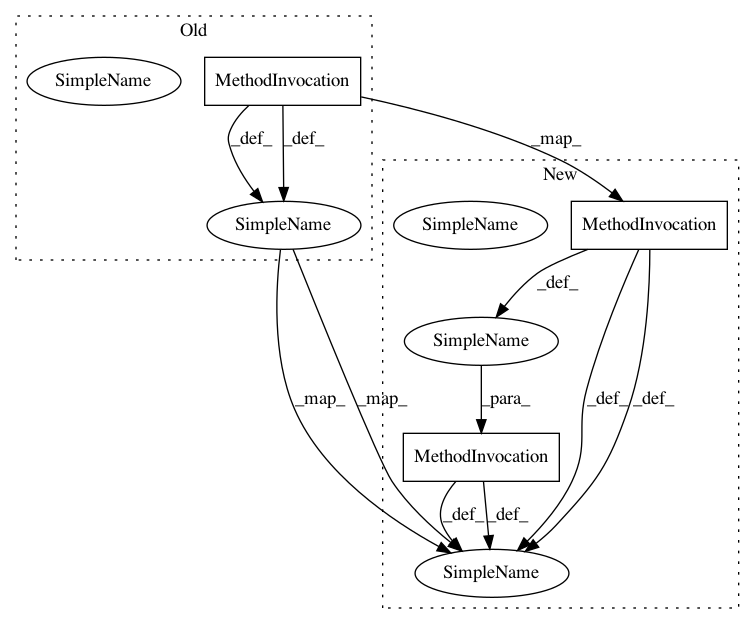 Old
SimpleName
MethodInvocation
_def_
_def_
_map_
New
SimpleName
SimpleName
MethodInvocation
_def_
SimpleName
_map_
_map_
_para_
_def_
_def_
MethodInvocation
_def_
_def_
SimpleName